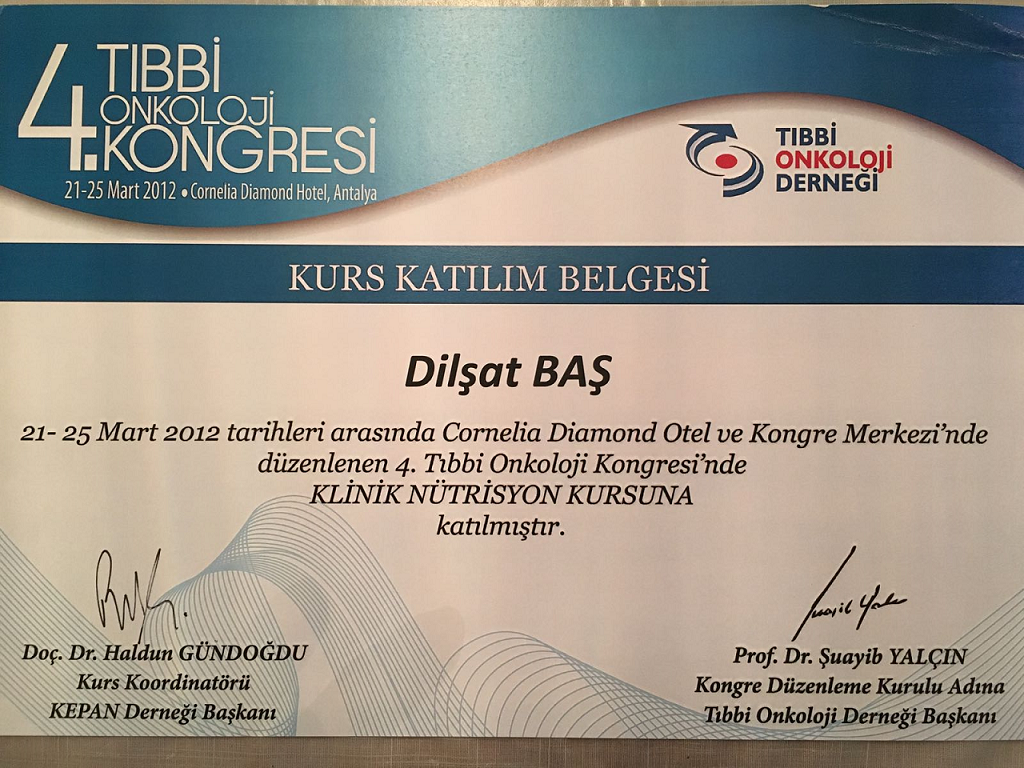 4. TIBBİ
ONKOLOJİ
KONGRESİ
21-25 Mart 2012 • Cornelia Diamond Hotel, Antalya
TIBBİ
ONKOLOJİ
DERNEĞİ
KURS KATILIM BELGESİ
Dilşat BAŞ
21- 25 Mart 2012 tarihleri arasında Cornelia Diamond Otel ve Kongre Merkezi’nde
düzenlenen 4. Tıbbi Onkoloji Kongresi’nde
KLİNİK NÜTRİSYON KURSUNA
katılmıştır.
Doç. Dr. Haldun GÜNDOĞDU
Kurs Koordinatörü
KEPAN Derneği Başkanı
Prof. Dr. Şuayib YALÇIN
Kongre Düzenleme Kurulu Adına
Tıbbi Onkoloji Derneği Başkanı